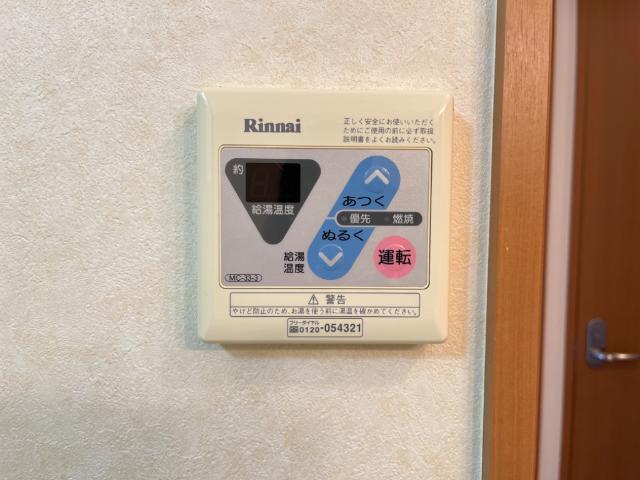 Rinnai
正しく安全にお使いいただく
ためにご使用の前に必ず取扱
説明書をよくお読みください。
約
給湯温度
あつく
優先 燃焼
ぬるく
給湯
温度
運転
MC-33-3
⚠ 警告
やけど防止のため、お湯を使う前に湯温を確かめてください。
フリーダイヤル
0120-054321